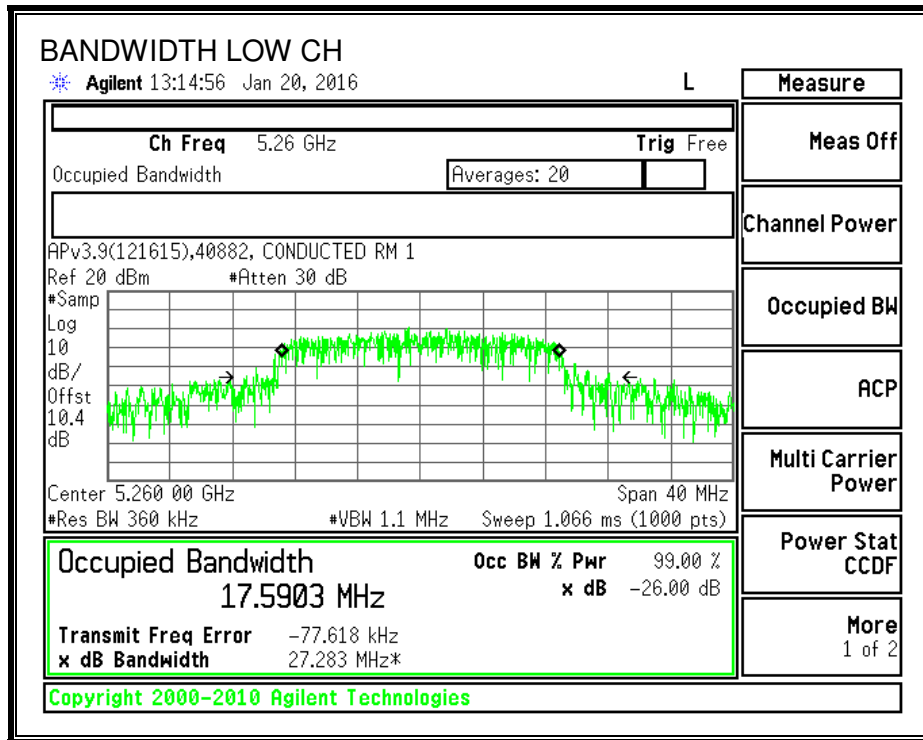 BANDWIDTH LOW CH
Agilent 13:14:56 Jan 20, 2016 L
Measure
Ch Freq 5.26 GHz Trig Free
Meas Off
Occupied Bandwidth Averages: 20
Channel Power
APv3.9(121615),40882, CONDUCTED RM 1
Ref 20 dBm #Atten 30 dB
#Samp
Log
10
dB/
Offst
10.4
dB
Occupied BW
ACP
Multi Carrier
Power
Center 5.260 00 GHz Span 40 MHz
#Res BW 360 kHz #VBW 1.1 MHz Sweep 1.066 ms (1000 pts)
Power Stat
CCDF
Occupied Bandwidth Occ BW % Pwr 99.00 %
17.5903 MHz x dB -26.00 dB
Transmit Freq Error -77.618 kHz
x dB Bandwidth 27.283 MHz*
More
1 of 2
Copyright 2000-2010 Agilent Technologies